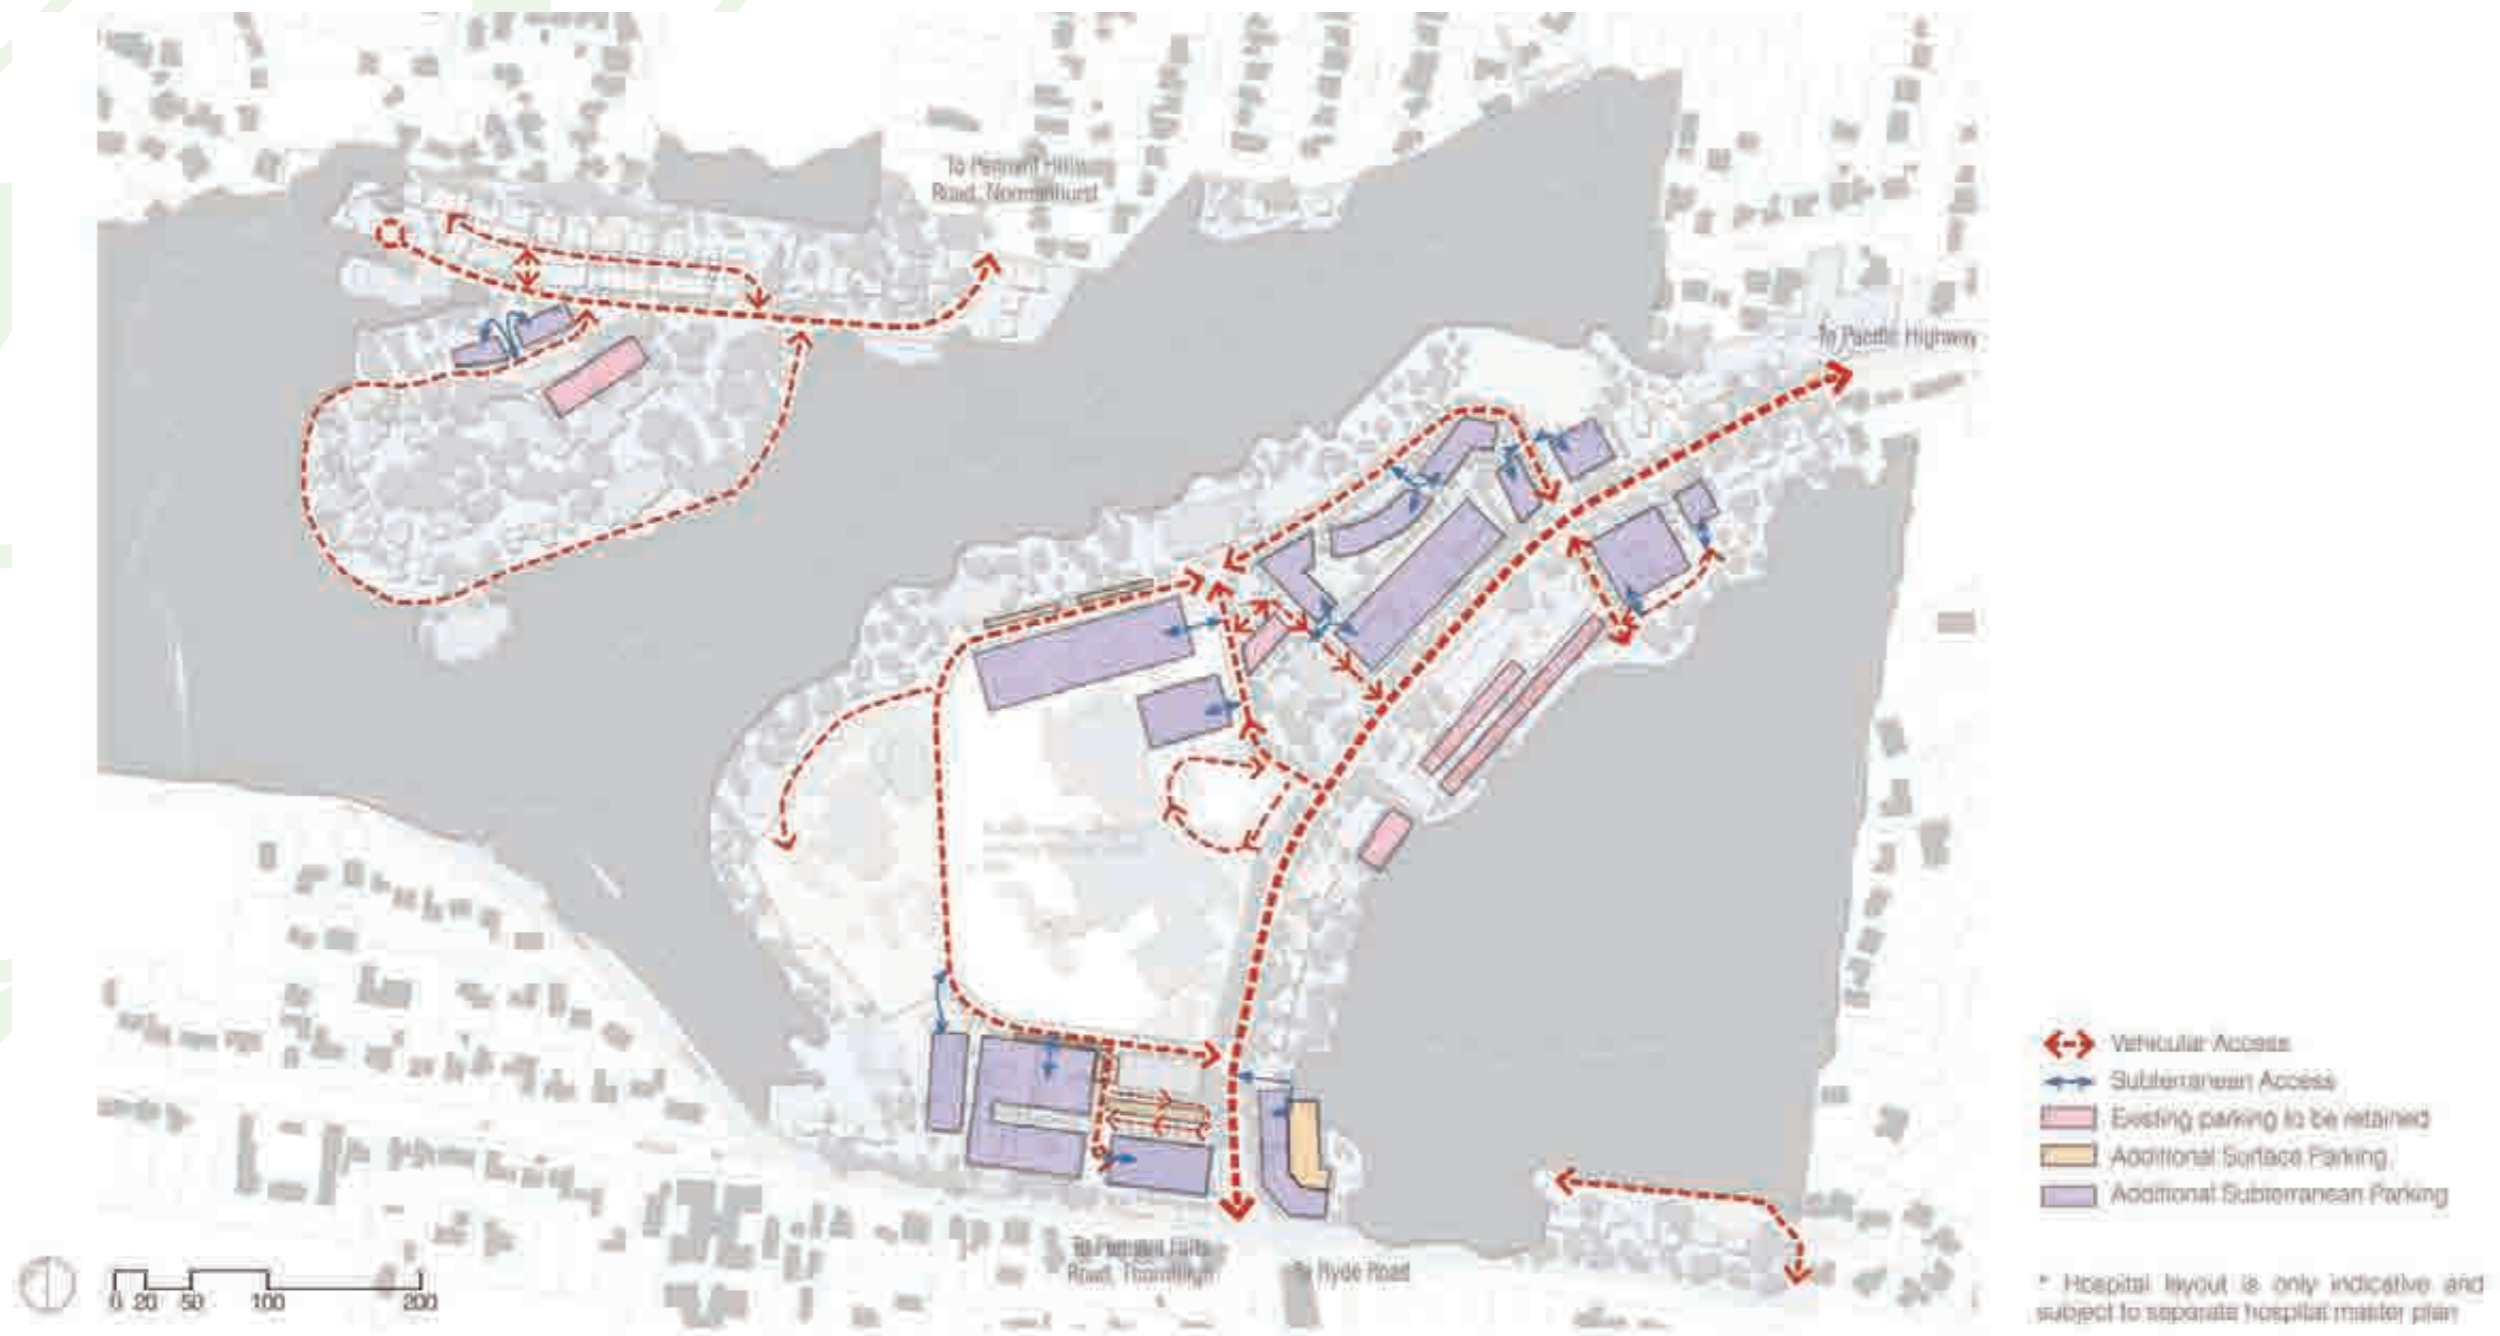 To Pennant Hills
Road, Normanhurst
To Pacific Highway
To Pennant Hills
Road, Thornleigh
To Ryde Road
0 20 50 100 200
Vehicular Access
Subterranean Access
Existing parking to be retained
Additional Surface Parking
Additional Subterranean Parking
* Hospital layout is only indicative and
subject to separate hospital master plan